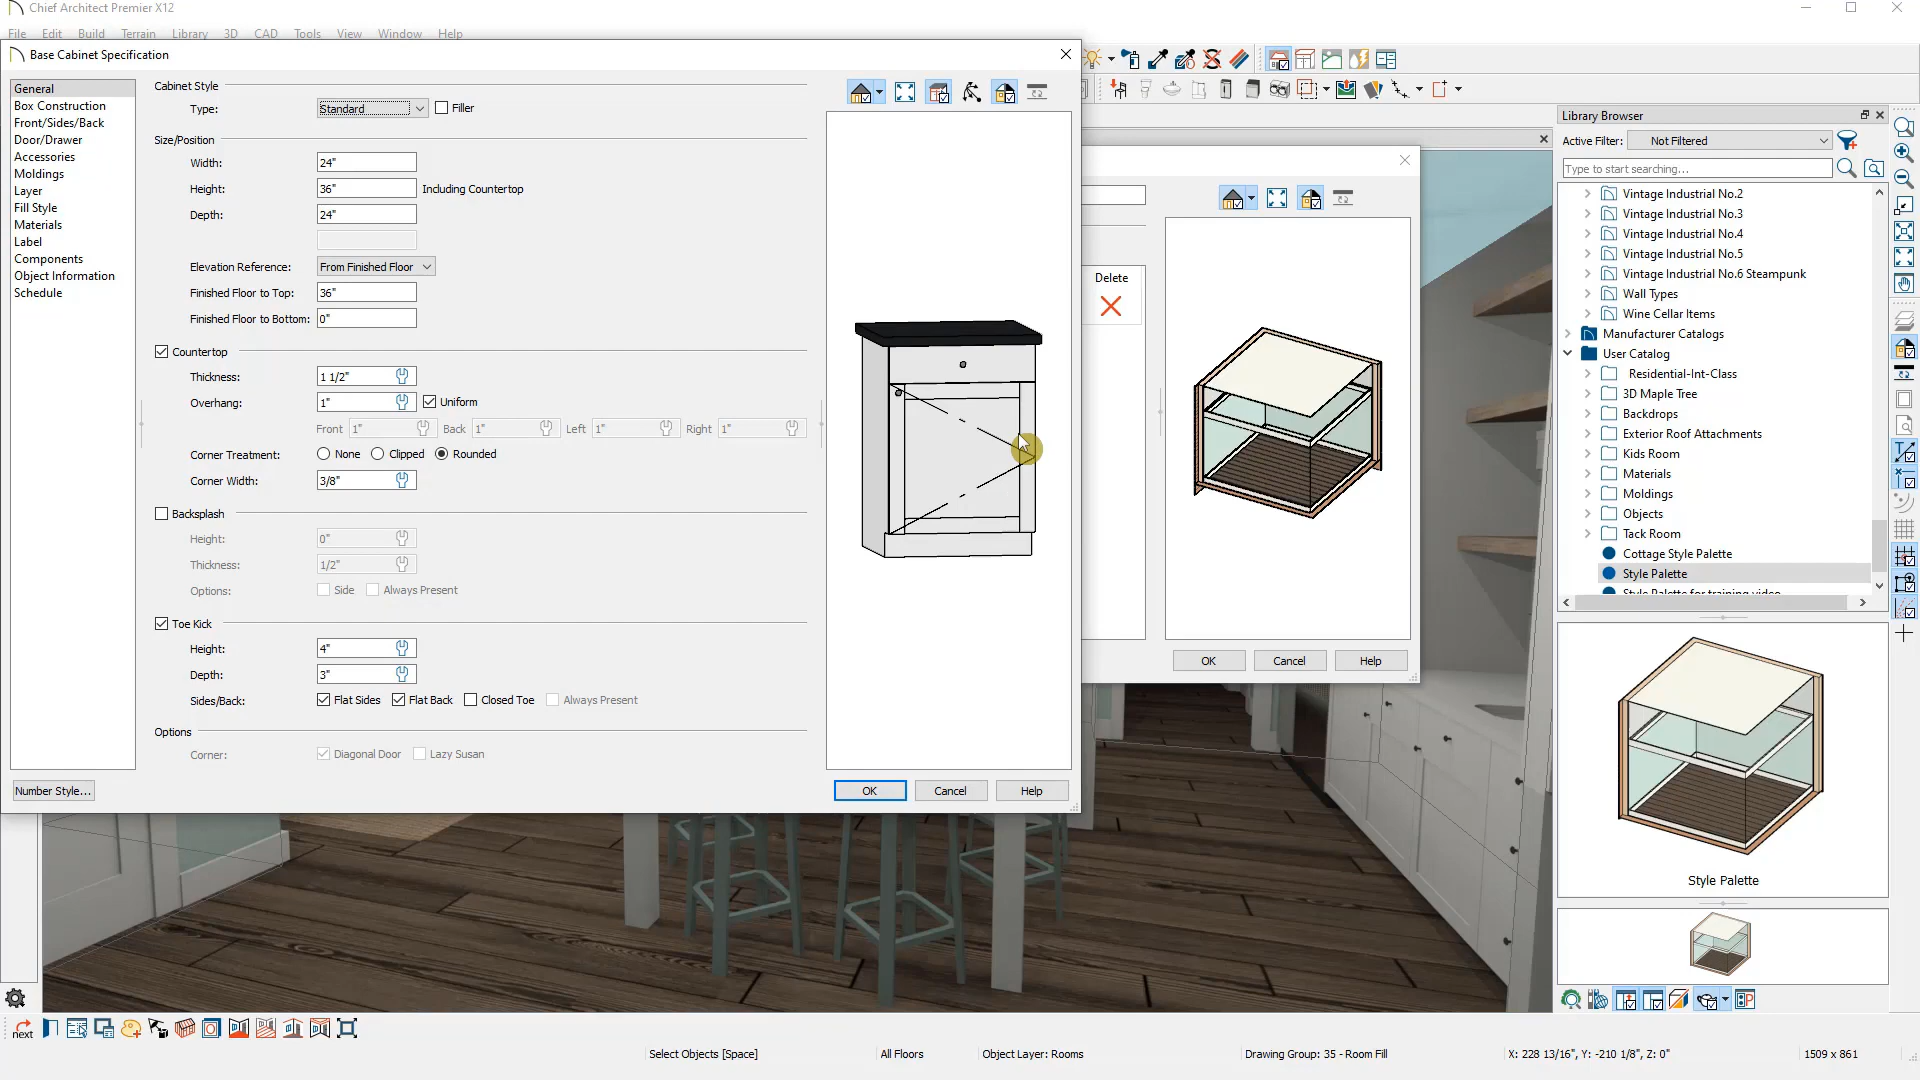 Chief Architect Premier X12
File Edit Build Terrain Library 3D CAD Tools View Window Help
Base Cabinet Specification
General
Box Construction
Front/Sides/Back
Door/Drawer
Accessories
Moldings
Layer
Fill Style
Materials
Label
Components
Object Information
Schedule
Number Style...
Cabinet Style
Type: Standard Filler
Size/Position
Width: 24"
Height: 36" Including Countertop
Depth: 24"
Elevation Reference: From Finished Floor
Finished Floor to Top: 36"
Finished Floor to Bottom: 0"
Countertop
Thickness: 1 1/2"
Overhang: 1" Uniform
Front 1" Back 1" Left 1" Right 1"
Corner Treatment: None Clipped Rounded
Corner Width: 3/8"
Backsplash
Height: 0"
Thickness: 1/2"
Options: Side Always Present
Toe Kick
Height: 4"
Depth: 3"
Sides/Back: Flat Sides Flat Back Closed Toe Always Present
Options
Corner: Diagonal Door Lazy Susan
OK Cancel Help
Delete
OK Cancel Help
Library Browser
Active Filter: Not Filtered
Type to start searching...
Vintage Industrial No.2
Vintage Industrial No.3
Vintage Industrial No.4
Vintage Industrial No.5
Vintage Industrial No.6 Steampunk
Wall Types
Wine Cellar Items
Manufacturer Catalogs
User Catalog
Residential-Int-Class
3D Maple Tree
Backdrops
Exterior Roof Attachments
Kids Room
Materials
Moldings
Objects
Tack Room
Cottage Style Palette
Style Palette
Style Palette for training video
Style Palette
next
Select Objects [Space] All Floors Object Layer: Rooms Drawing Group: 35 - Room Fill X: 228 13/16", Y: -210 1/8", Z: 0" 1509 x 861